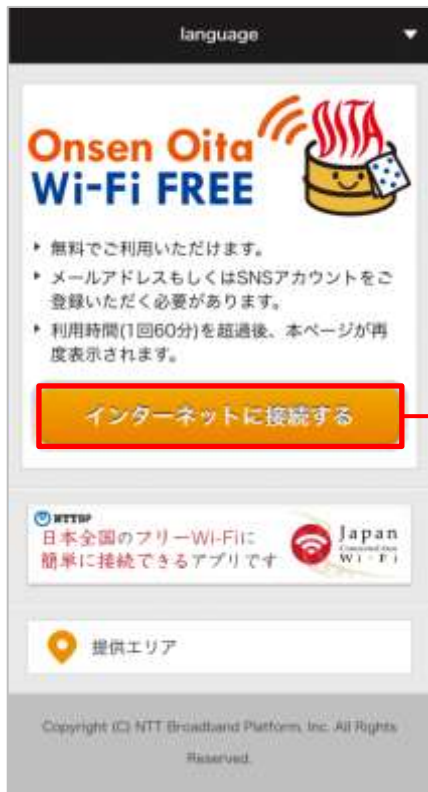 language
Onsen Oita
Wi-Fi FREE
OITA
無料でご利用いただけます。
メールアドレスもしくはSNSアカウントをご
登録いただく必要があります。
利用時間(1回60分)を超過後、本ページが再
度表示されます。
インターネットに接続する
NTTBP
日本全国のフリーWi-Fiに
簡単に接続できるアプリです
Japan
Connected-free
Wi-Fi
提供エリア
Copyright (C) NTT Broadband Platform, Inc. All Rights
Reserved.